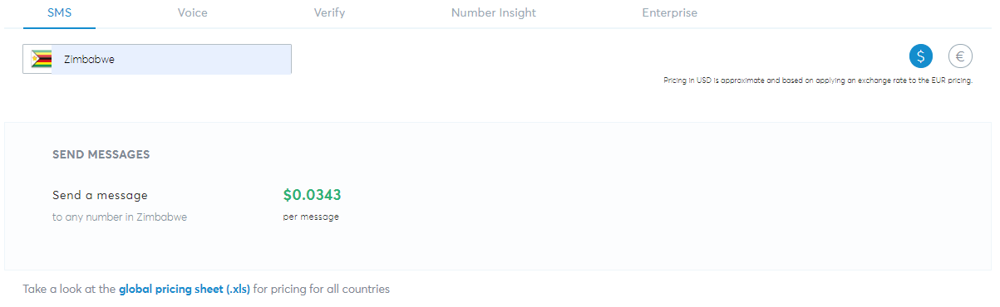 SMS Voice Verify Number Insight Enterprise
Zimbabwe $ €
Pricing in USD is approximate and based on applying an exchange rate to the EUR pricing.
SEND MESSAGES
Send a message $0.0343
to any number in Zimbabwe per message
Take a look at the global pricing sheet (.xls) for pricing for all countries